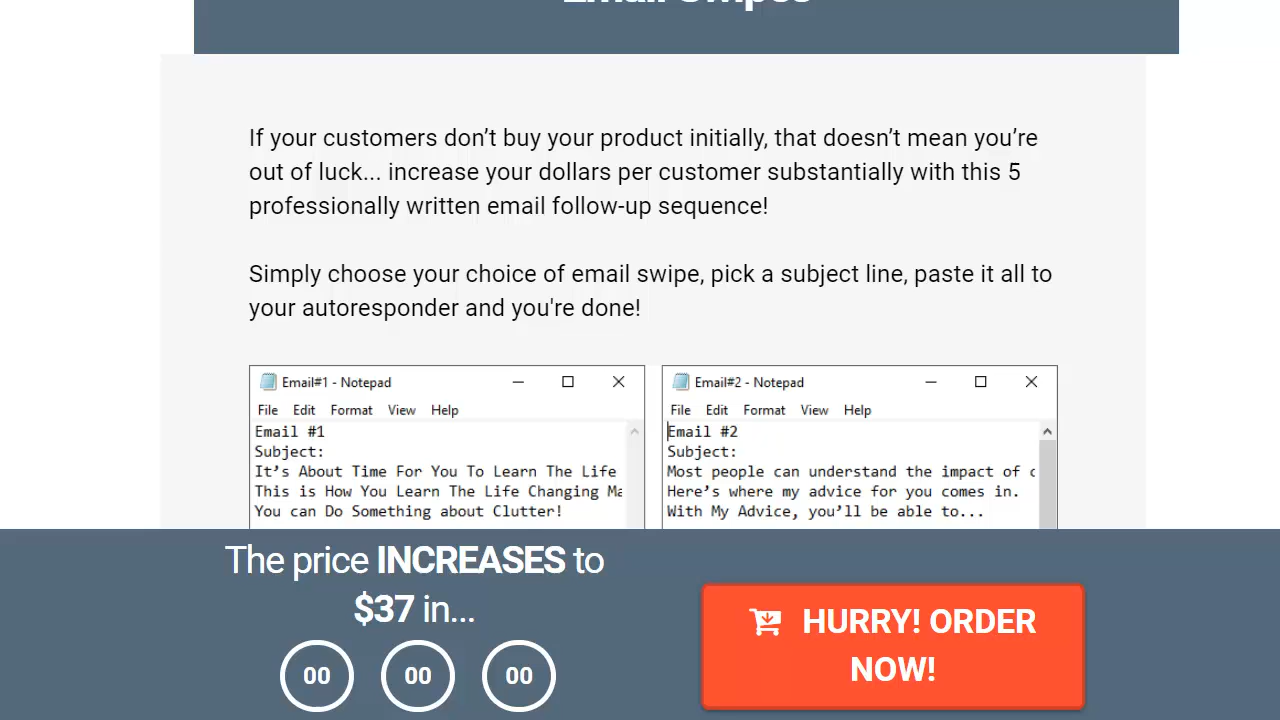 Email Swipes
If your customers don’t buy your product initially, that doesn’t mean you’re
out of luck... increase your dollars per customer substantially with this 5
professionally written email follow-up sequence!
Simply choose your choice of email swipe, pick a subject line, paste it all to
your autoresponder and you're done!
Email#1 - Notepad
File Edit Format View Help
Email #1
Subject:
It’s About Time For You To Learn The Life
This is How You Learn The Life Changing Ma
You can Do Something about Clutter!
Email#2 - Notepad
File Edit Format View Help
Email #2
Subject:
Most people can understand the impact of
Here’s where my advice for you comes in.
With My Advice, you’ll be able to...
The price INCREASES to
$37 in...
00 00 00
HURRY! ORDER
NOW!